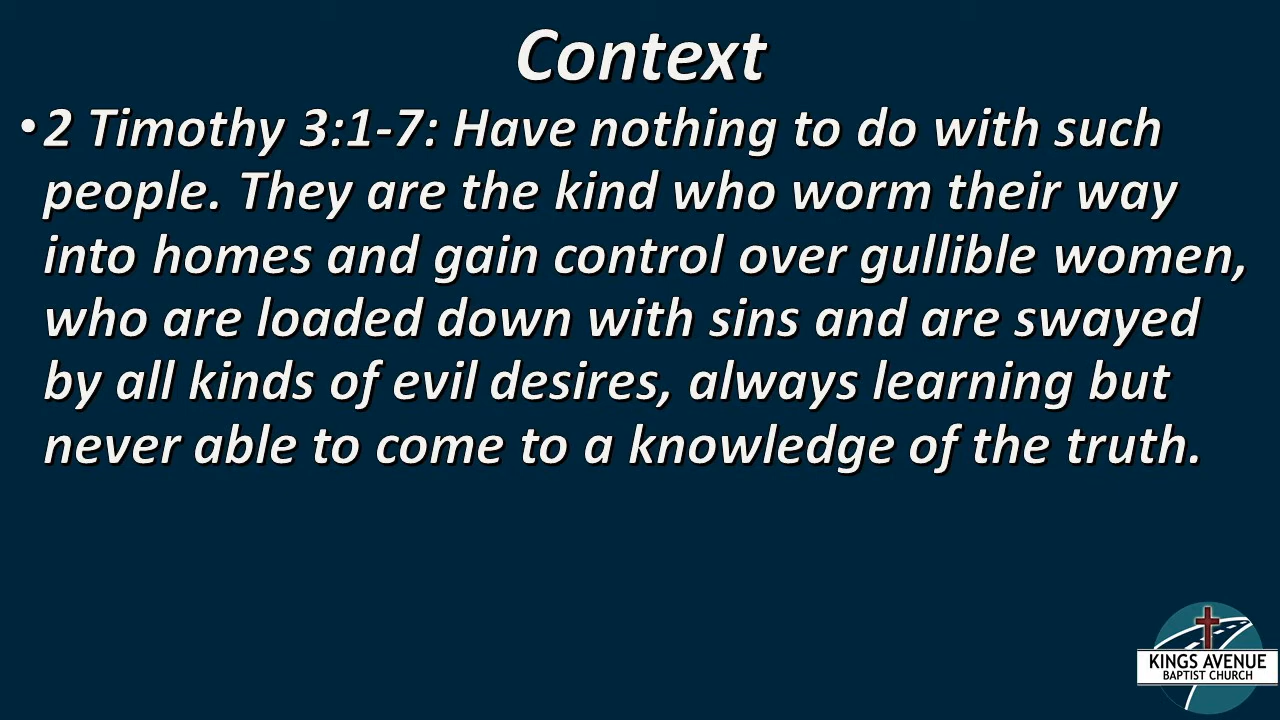 Context
•2 Timothy 3:1-7: Have nothing to do with such
people. They are the kind who worm their way
into homes and gain control over gullible women,
who are loaded down with sins and are swayed
by all kinds of evil desires, always learning but
never able to come to a knowledge of the truth.
KINGS AVENUE
BAPTIST CHURCH